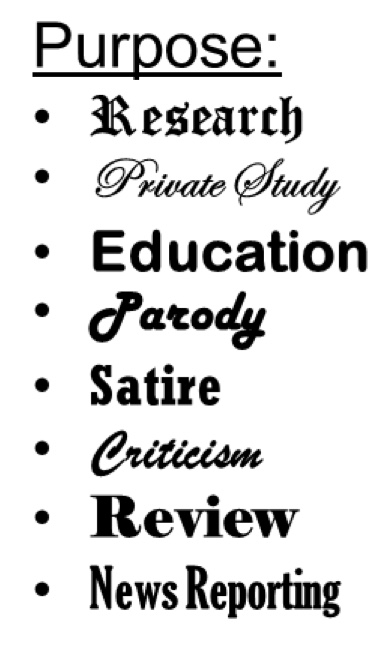 Purpose:
• Research
• Private Study
• Education
• Parody
• Satire
• Criticism
• Review
• News Reporting